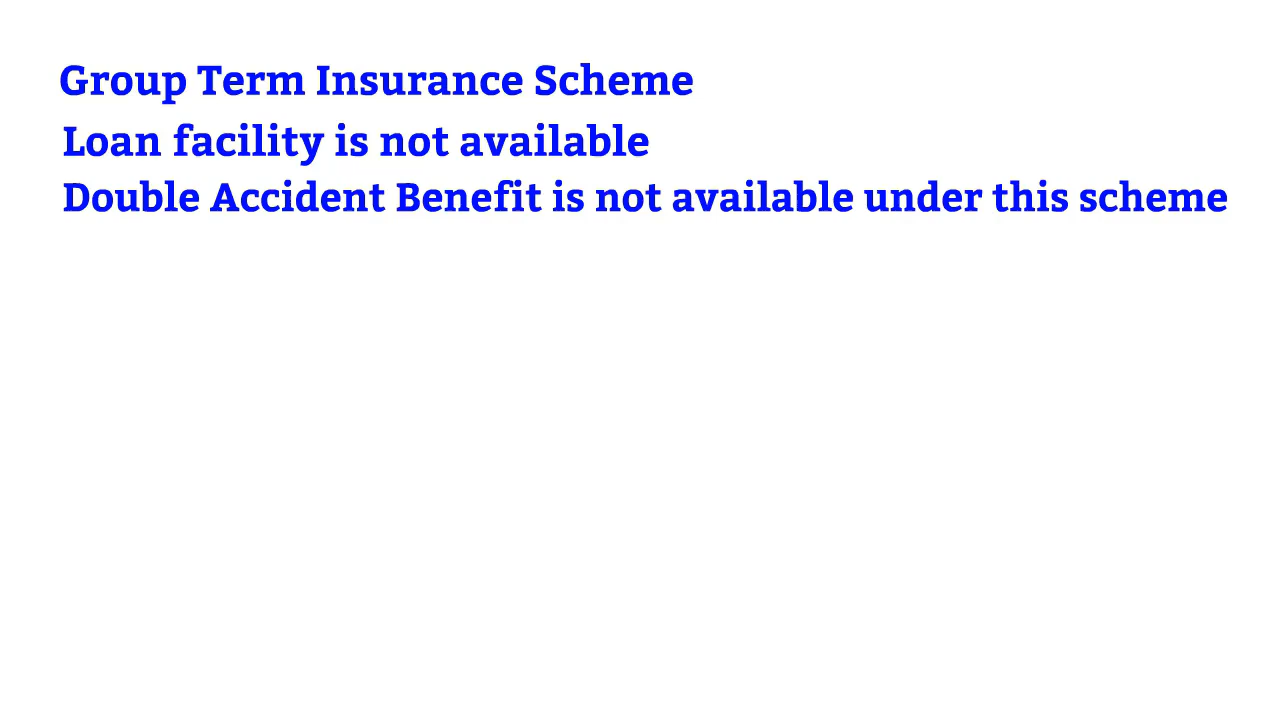 Group Term Insurance Scheme
Loan facility is not available
Double Accident Benefit is not available under this scheme